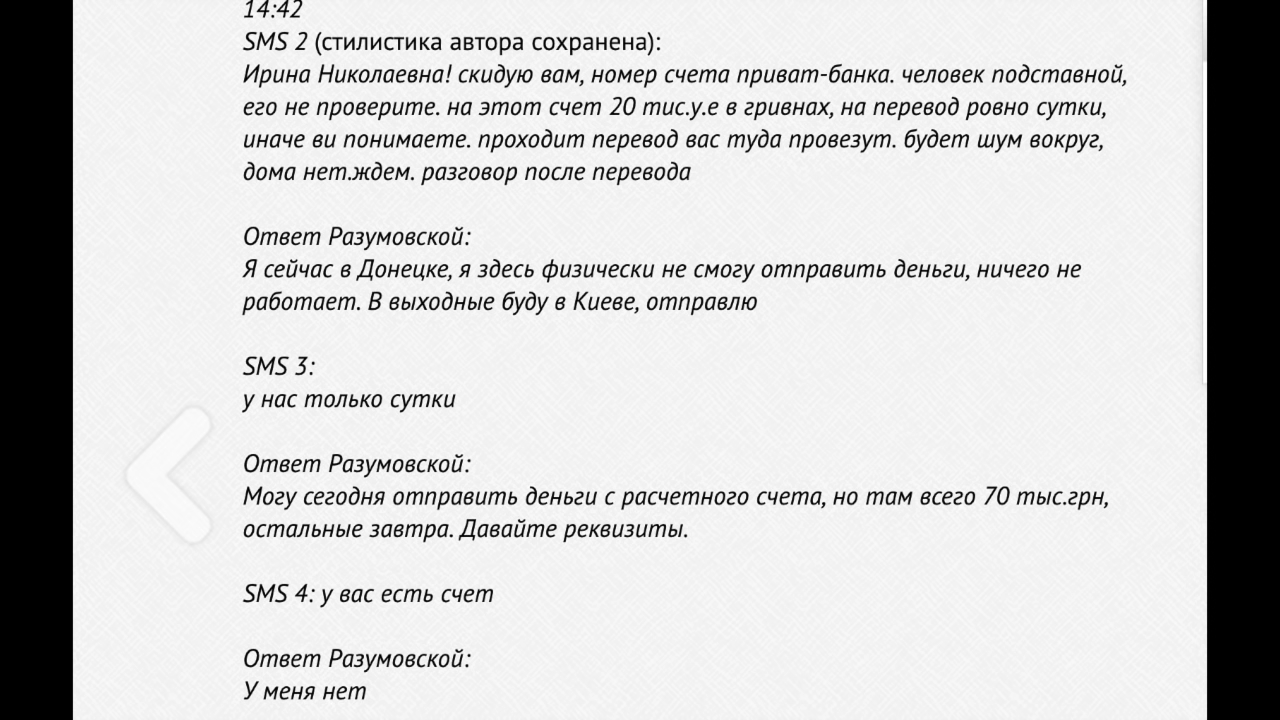 14:42
SMS 2 (стилистика автора сохранена):
Ирина Николаевна! скидую вам, номер счета приват-банка. человек подставной,
его не проверите. на этот счет 20 тис.у.е в гривнах, на перевод ровно сутки,
иначе ви понимаете. проходит перевод вас туда провезут. будет шум вокруг,
дома нет.ждем. разговор после перевода
Ответ Разумовской:
Я сейчас в Донецке, я здесь физически не смогу отправить деньги, ничего не
работает. В выходные буду в Киеве, отправлю
SMS 3:
у нас только сутки
Ответ Разумовской:
Могу сегодня отправить деньги с расчетного счета, но там всего 70 тыс.грн,
остальные завтра. Давайте реквизиты.
SMS 4: у вас есть счет
Ответ Разумовской:
У меня нет